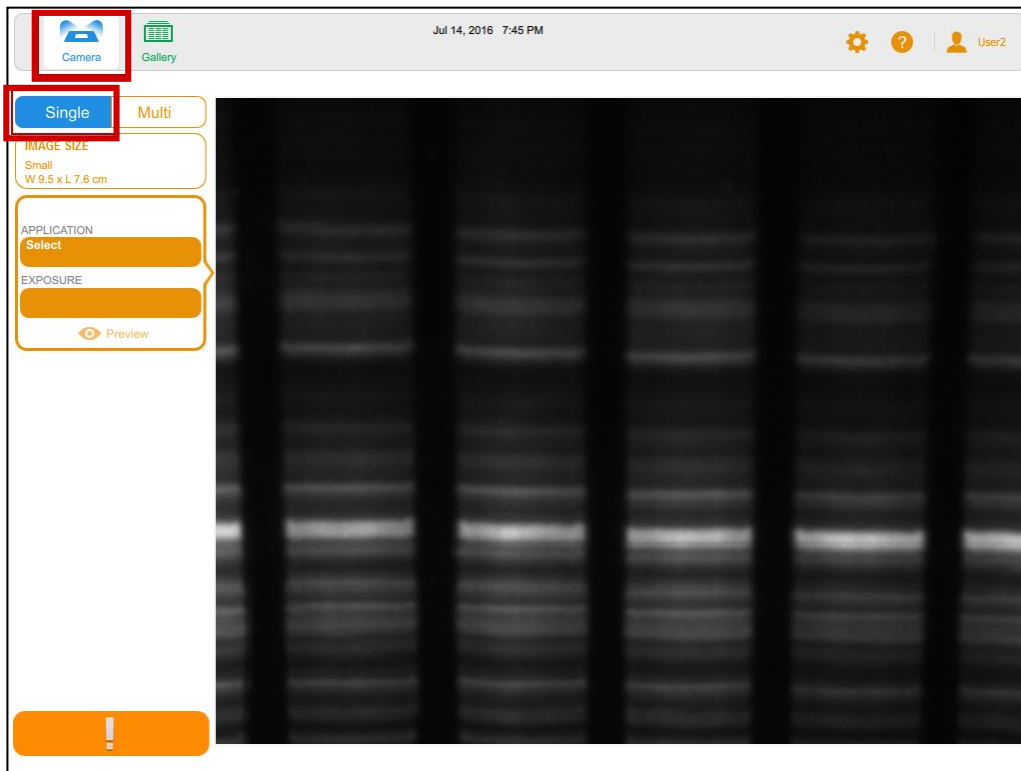 Jul 14, 2016 7:45 PM
Camera
Gallery
?
User2
Single
Multi
IMAGE SIZE
Small
W 9.5 x L 7.6 cm
APPLICATION
Select
EXPOSURE
Preview
!